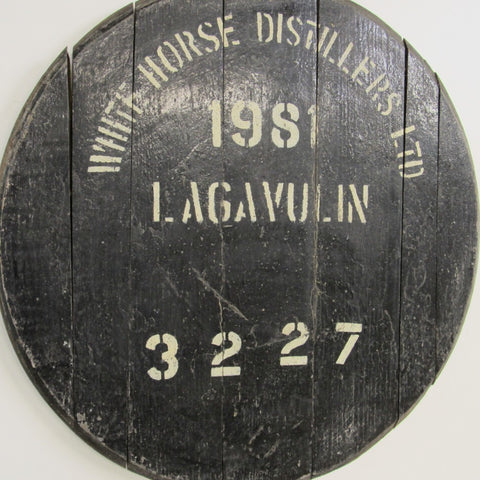 WHITE HORSE DISTILLERS LTD
1981
LAGAVULIN
3227